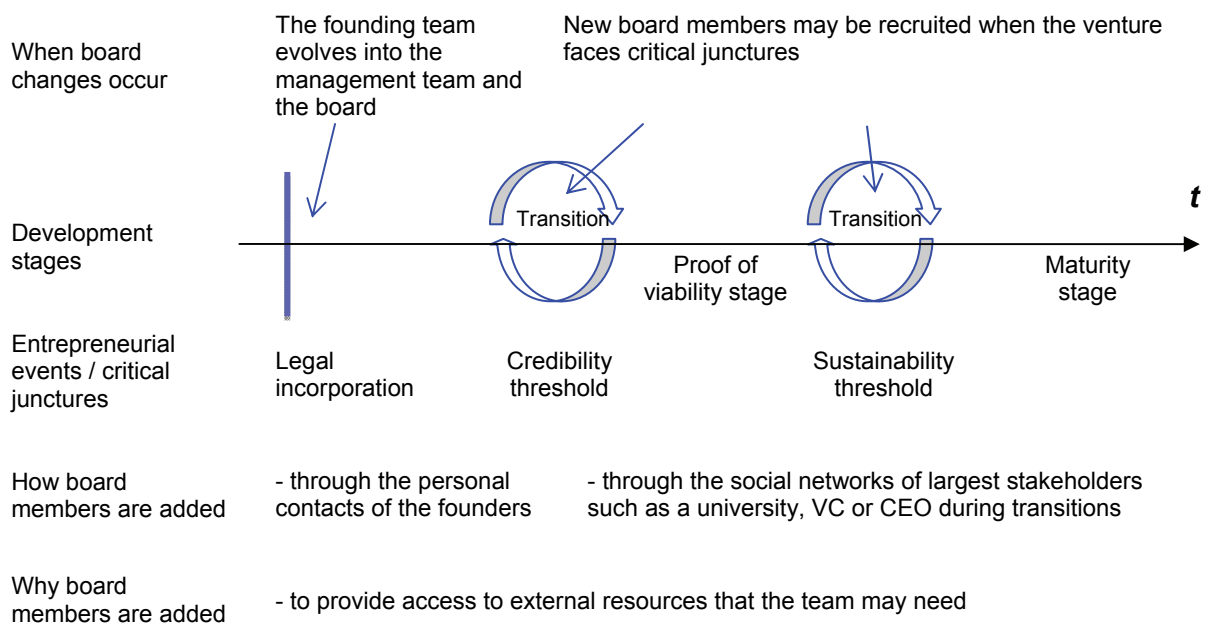 When board
changes occur
The founding team
evolves into the
management team and
the board
New board members may be recruited when the venture
faces critical junctures
Development
stages
Transition
Transition
t
Proof of
viability stage
Maturity
stage
Entrepreneurial
events / critical
junctures
Legal
incorporation
Credibility
threshold
Sustainability
threshold
How board
members are added
- through the personal
contacts of the founders
- through the social networks of largest stakeholders
such as a university, VC or CEO during transitions
Why board
members are added
- to provide access to external resources that the team may need